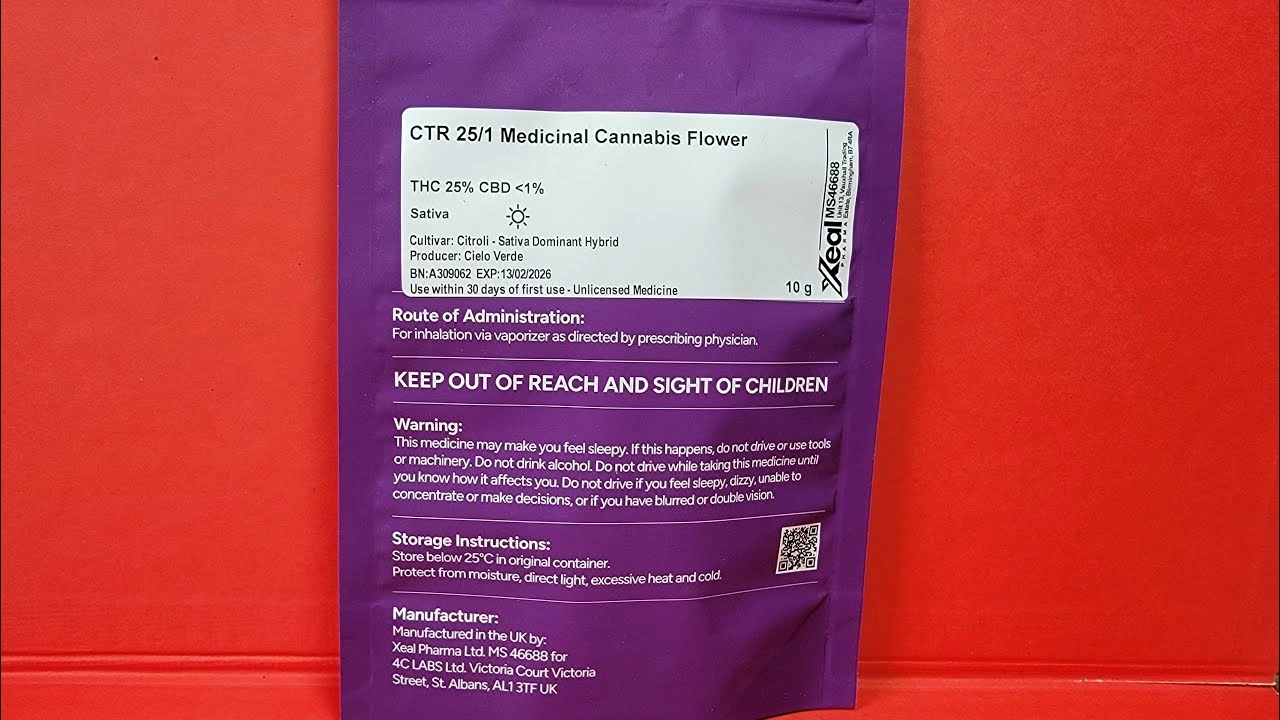 CTR 25/1 Medicinal Cannabis Flower
THC 25% CBD <1%
Sativa
Cultivar: Citroli - Sativa Dominant Hybrid
Producer: Cielo Verde
BN:A309062 EXP:13/02/2026
Use within 30 days of first use - Unlicensed Medicine
10 g
Xeal
PHARMA
MS46688
Unit 13, Vauxhall Trading
Estate, Birmingham, B7 4RA
Route of Administration:
For inhalation via vaporizer as directed by prescribing physician.
KEEP OUT OF REACH AND SIGHT OF CHILDREN
Warning:
This medicine may make you feel sleepy. If this happens, do not drive or use tools
or machinery. Do not drink alcohol. Do not drive while taking this medicine until
you know how it affects you. Do not drive if you feel sleepy, dizzy, unable to
concentrate or make decisions, or if you have blurred or double vision.
Storage Instructions:
Store below 25°C in original container.
Protect from moisture, direct light, excessive heat and cold.
Manufacturer:
Manufactured in the UK by:
Xeal Pharma Ltd. MS 46688 for
4C LABS Ltd. Victoria Court Victoria
Street, St. Albans, AL1 3TF UK